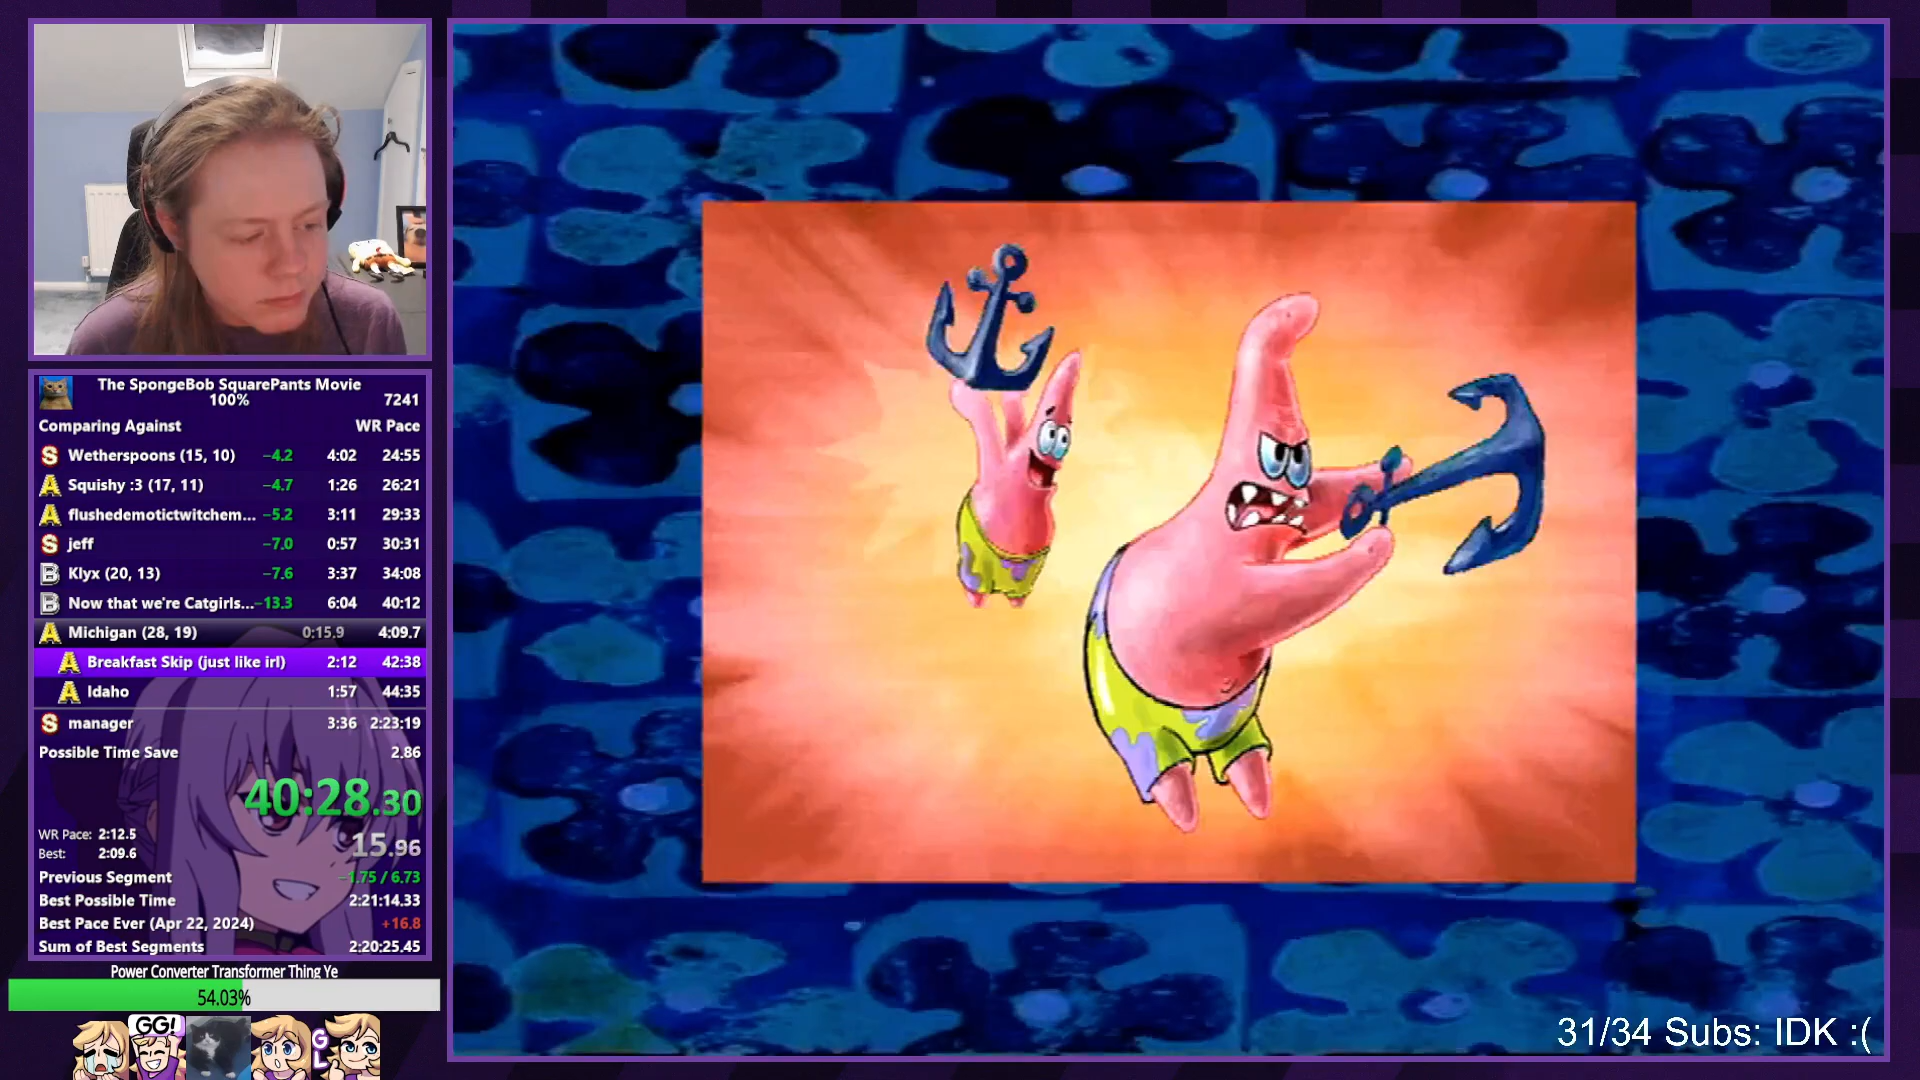 The SpongeBob SquarePants Movie
100% 7241
Comparing Against WR Pace
S Wetherspoons (15, 10) −4.2 4:02 24:55
A Squishy :3 (17, 11) −4.7 1:26 26:21
A flushedemotictwitchem... −5.2 3:11 29:33
S jeff −7.0 0:57 30:31
B Klyx (20, 13) −7.6 3:37 34:08
B Now that we're Catgirls... −13.3 6:04 40:12
A Michigan (28, 19) 0:15.9 4:09.7
A Breakfast Skip (just like irl) 2:12 42:38
A Idaho 1:57 44:35
S manager 3:36 2:23:19
Possible Time Save 2.86
40:28.30
WR Pace: 2:12.5
15.96
Best: 2:09.6
Previous Segment −1.75 / 6.73
Best Possible Time 2:21:14.33
Best Pace Ever (Apr 22, 2024) +16.8
Sum of Best Segments 2:20:25.45
Power Converter Transformer Thing Ye
54.03%
GG!
GL
31/34 Subs: IDK :(